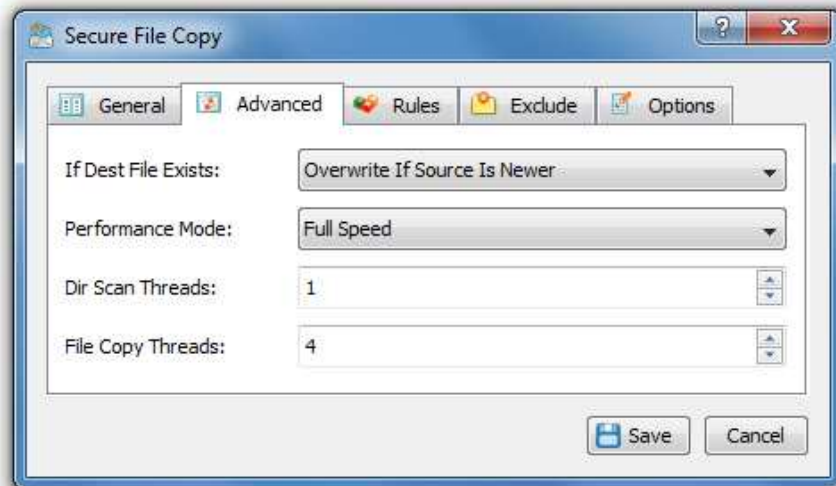 Secure File Copy
General Advanced Rules Exclude Options
If Dest File Exists: Overwrite If Source Is Newer
Performance Mode: Full Speed
Dir Scan Threads: 1
File Copy Threads: 4
Save Cancel